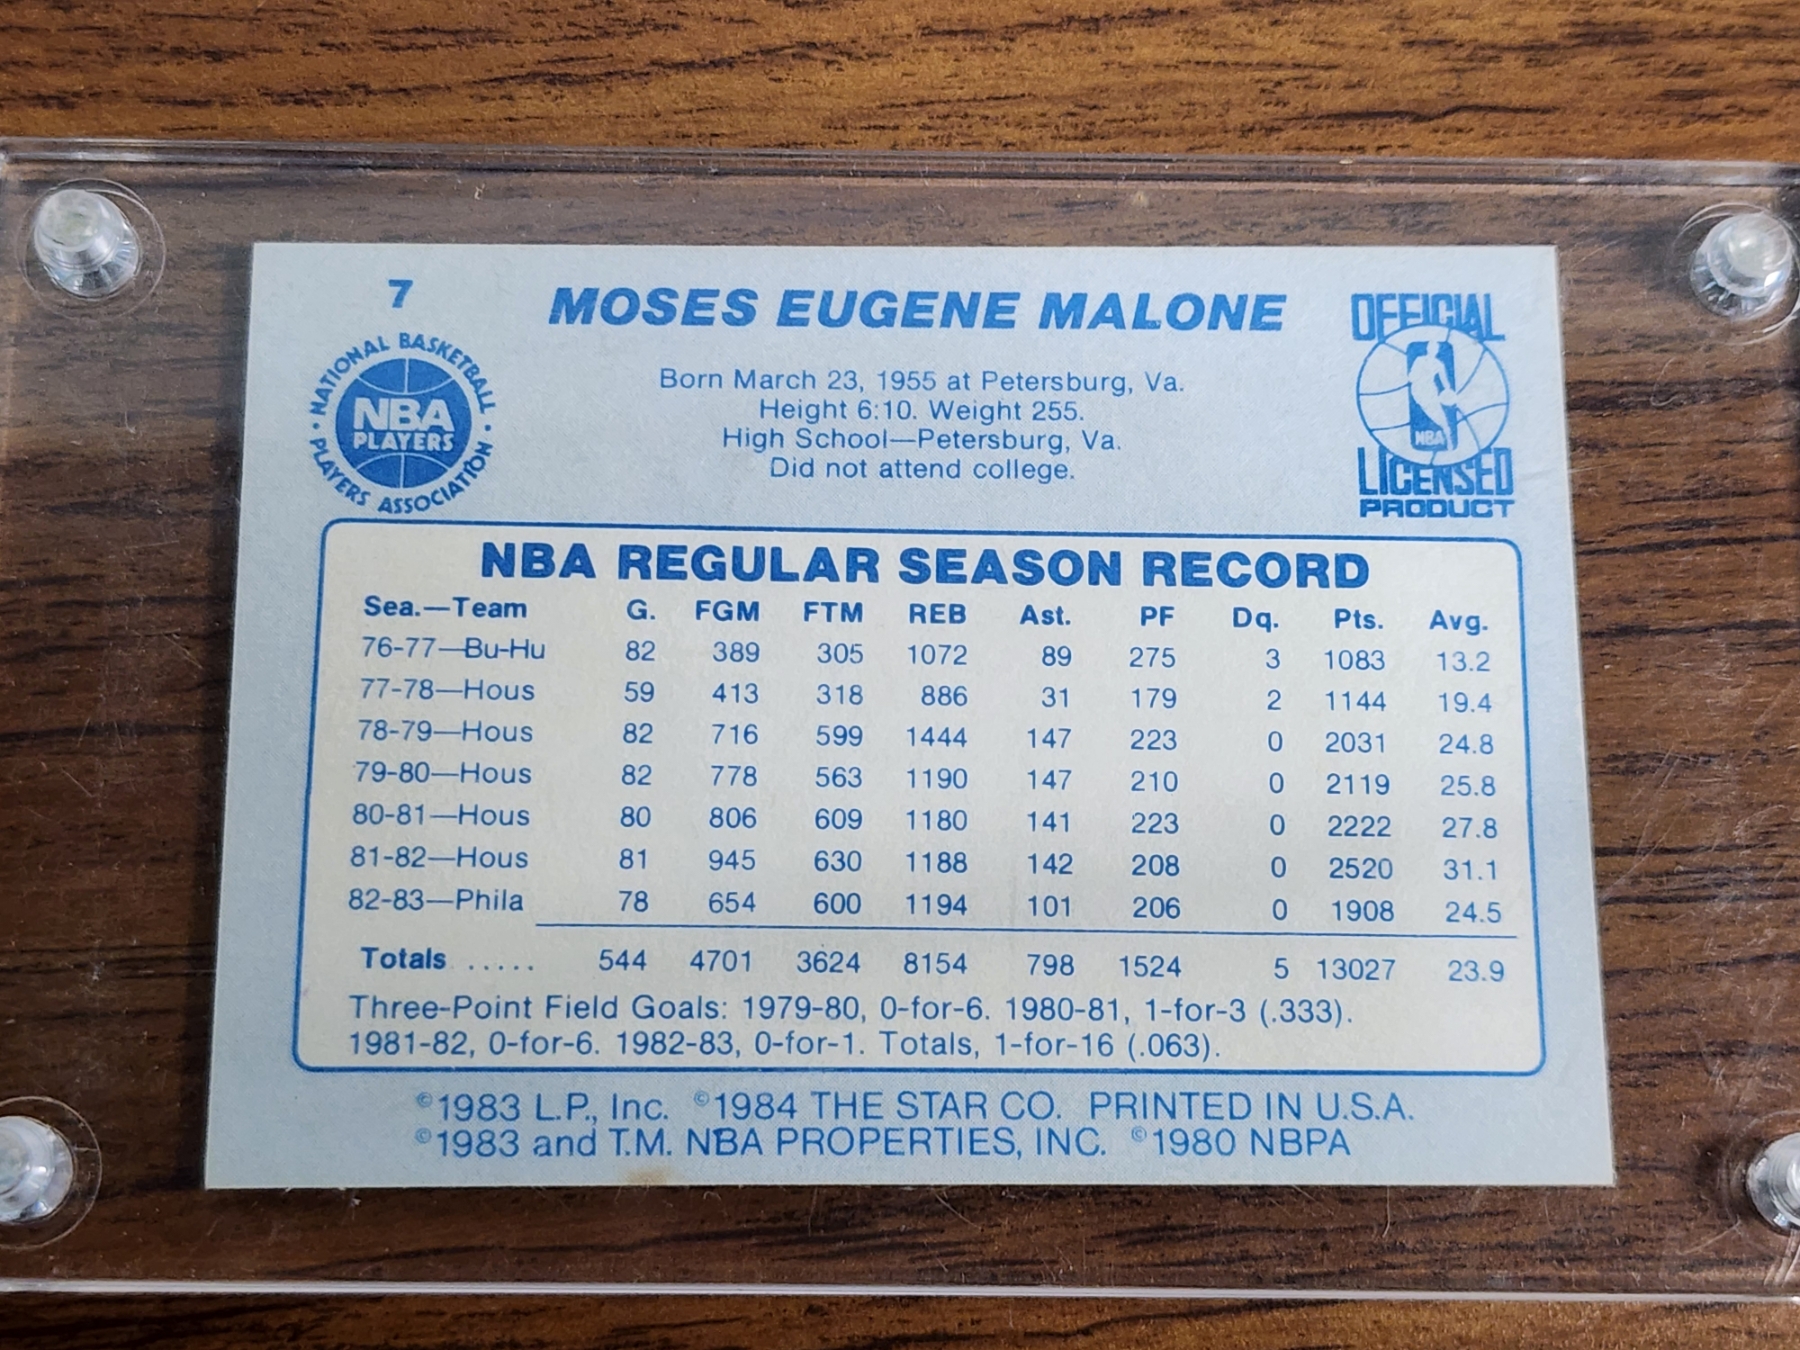 7
MOSES EUGENE MALONE
NATIONAL BASKETBALL
NBA
PLAYERS
PLAYERS ASSOCIATION
Born March 23, 1955 at Petersburg, Va.
Height 6:10. Weight 255.
High School—Petersburg, Va.
Did not attend college.
OFFICIAL
NBA
LICENSED
PRODUCT
NBA REGULAR SEASON RECORD
Sea.—Team G. FGM FTM REB Ast. PF Dq. Pts. Avg.
76-77—Bu-Hu 82 389 305 1072 89 275 3 1083 13.2
77-78—Hous 59 413 318 886 31 179 2 1144 19.4
78-79—Hous 82 716 599 1444 147 223 0 2031 24.8
79-80—Hous 82 778 563 1190 147 210 0 2119 25.8
80-81—Hous 80 806 609 1180 141 223 0 2222 27.8
81-82—Hous 81 945 630 1188 142 208 0 2520 31.1
82-83—Phila 78 654 600 1194 101 206 0 1908 24.5
Totals ..... 544 4701 3624 8154 798 1524 5 13027 23.9
Three-Point Field Goals: 1979-80, 0-for-6. 1980-81, 1-for-3 (.333).
1981-82, 0-for-6. 1982-83, 0-for-1. Totals, 1-for-16 (.063).
©1983 L.P., Inc. ©1984 THE STAR CO. PRINTED IN U.S.A.
©1983 and T.M. NBA PROPERTIES, INC. ©1980 NBPA